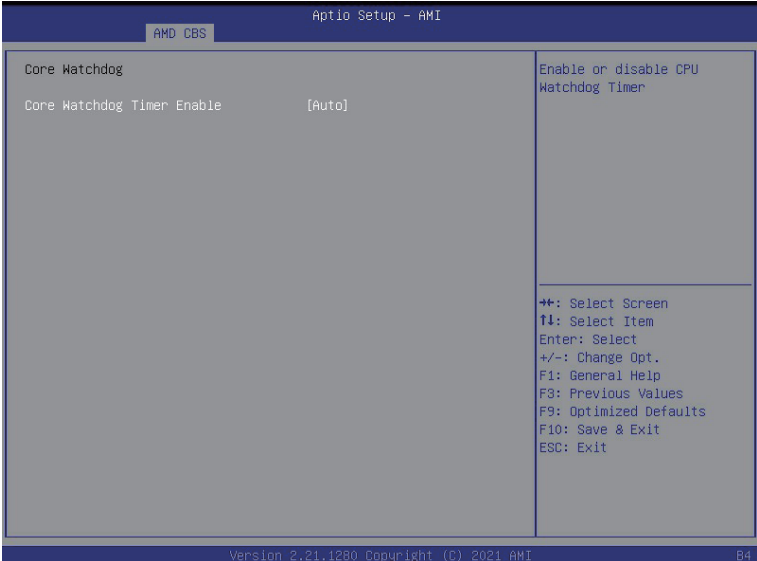 Aptio Setup – AMI
AMD CBS
Core Watchdog
Core Watchdog Timer Enable [Auto]
Enable or disable CPU
Watchdog Timer
→←: Select Screen
↑↓: Select Item
Enter: Select
+/-: Change Opt.
F1: General Help
F3: Previous Values
F9: Optimized Defaults
F10: Save & Exit
ESC: Exit
Version 2.21.1280 Copyright (C) 2021 AMI
B4